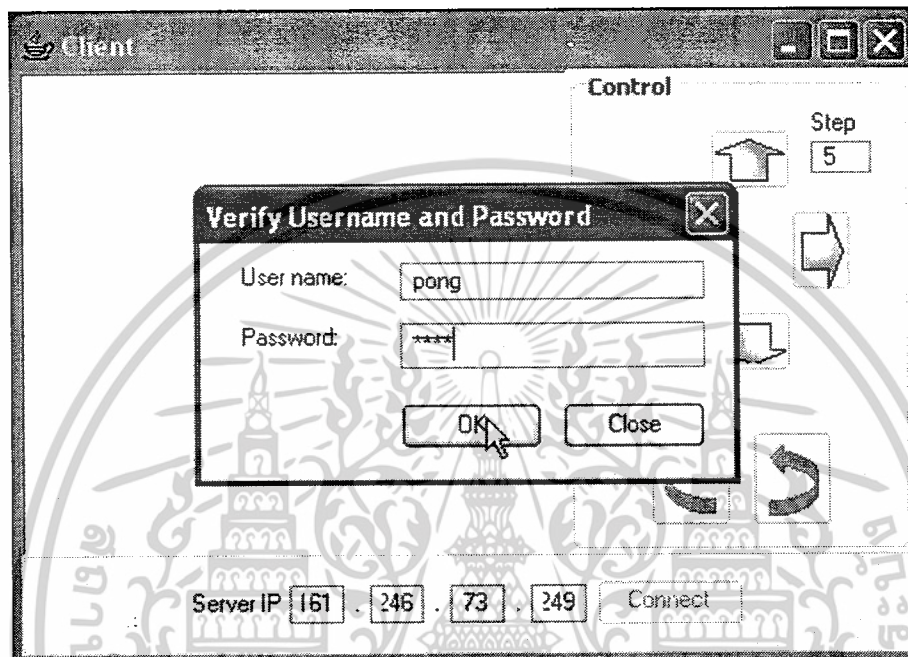 Client
Control
Step
5
Verify Username and Password
User name: pong
Password: ****
OK Close
Server IP 161 . 246 . 73 . 249 Connect